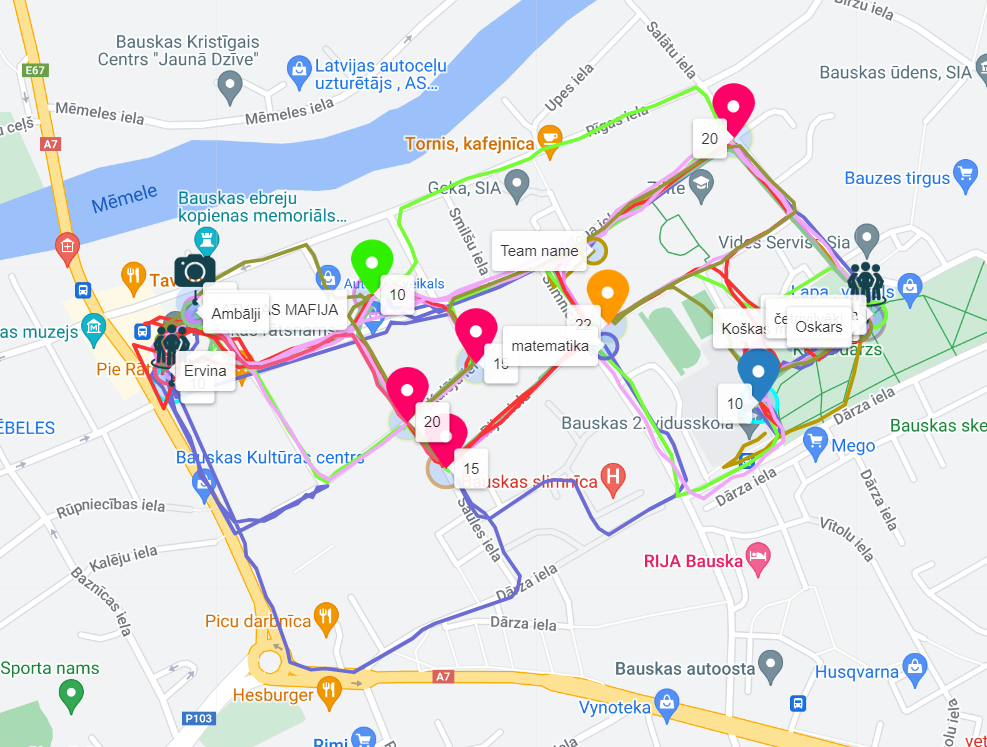 Birzu iela
Salātu iela
Bauskas Kristīgais
Centrs "Jaunā Dzīve"
Latvijas autoceļu
uzturētājs , AS...
E67
Bauskas ūdens, SIA
Upes iela
Mēmeles iela
Mēmeles iela
Rīgas iela
u ceļš
A7
20
Tornis, kafejnīca
Geka, SIA
Bauzes tirgus
Mēmele
Bauskas ebreju
kopienas memoriāls...
Smilšu iela
Vides Serviss, Sia
Team name
10
Ambālji
AS MAFIJA
22
as muzejs
matemātika
Koškas
Oskars
Pie Rāt
15
Ervina
10
20
10
Dārza iela
ĒBELES
Bauskas 2. vidusskola
Bauskas ske
Mego
Bauskas Kultūras centrs
15
Bauskas slimnīca
Dārza iela
Dārza iela
Rūpniecības iela
Saules iela
Vītolu iela
Kalēju iela
RIJA Bauska
Baznīcas iela
Dārza iela
Picu darbnīca
Dārza iela
Sporta nams
Bauskas autoosta
Husqvarna
A7
Hesburger
Vynoteka
P103
Rimi
olu iela
vet